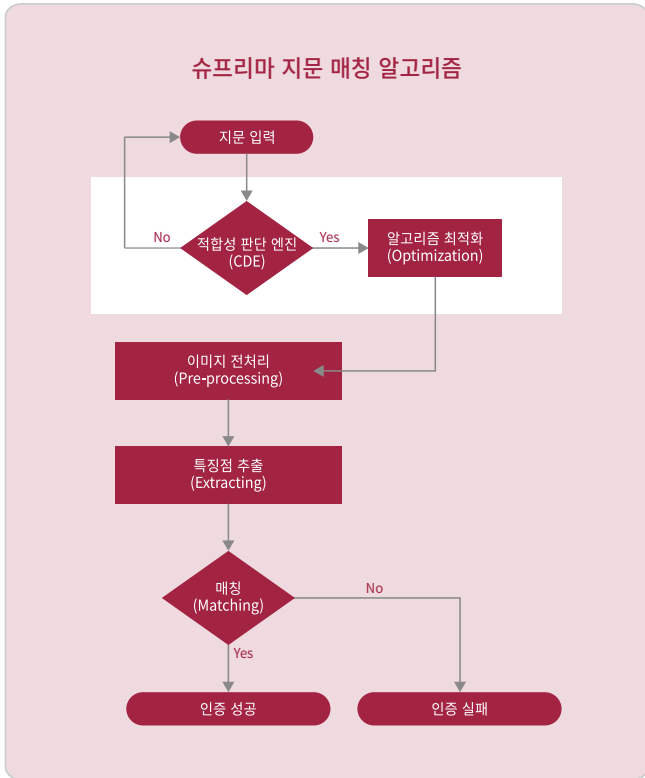 슈프리마 지문 매칭 알고리즘
지문 입력
No
적합성 판단 엔진
(CDE)
Yes
알고리즘 최적화
(Optimization)
이미지 전처리
(Pre-processing)
특징점 추출
(Extracting)
매칭
(Matching)
No
Yes
인증 성공
인증 실패